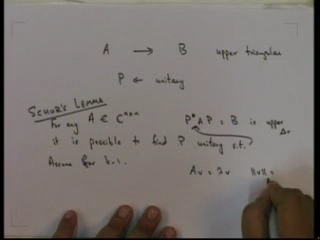 A → B upper triangular
P ← unitary
SCHUR'S LEMMA
For any A ∈ C^{n×n}
P*AP = B is upper Δr
it is possible to find P unitary s.t.
Assume for k-1.
Av = λv ||v|| =